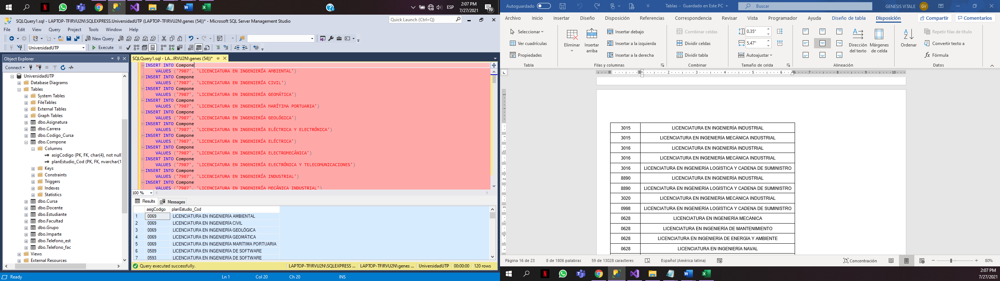 2:07 PM
ESP
7/27/2021
19
SQLQuery1.sql - LAPTOP-TFIRVU2N\SQLEXPRESS.UniversidadUTP (LAPTOP-TFIRVU2N\genes (54))* - Microsoft SQL Server Management Studio
Quick Launch (Ctrl+Q)
File Edit View Query Project Tools Window Help
New Query
UniversidadUTP
Execute
Object Explorer
Connect
UniversidadUTP
Database Diagrams
Tables
System Tables
FileTables
External Tables
Graph Tables
dbo.Asignatura
dbo.Carrera
dbo.Codigo_Cursa
dbo.Compone
Columns
asigCodigo (PK, FK, char(4), not null)
planEstudio_Cod (PK, FK, nvarchar(1
Keys
Constraints
Triggers
Indexes
Statistics
dbo.Cursa
dbo.Docente
dbo.Estudiante
dbo.Facultad
dbo.Grupo
dbo.Imparte
dbo.Telefono_est
dbo.Telefono_fac
Views
External Resources
SQLQuery1.sql - LA...IRVU2N\genes (54))*
INSERT INTO Compone
VALUES ('7987', 'LICENCIATURA EN INGENIERÍA AMBIENTAL')
INSERT INTO Compone
VALUES ('7987', 'LICENCIATURA EN INGENIERÍA CIVIL')
INSERT INTO Compone
VALUES ('7987', 'LICENCIATURA EN INGENIERÍA GEOMÁTICA')
INSERT INTO Compone
VALUES ('7987', 'LICENCIATURA EN INGENIERÍA MARÍTIMA PORTUARIA')
INSERT INTO Compone
VALUES ('7987', 'LICENCIATURA EN INGENIERÍA GEOLÓGICA')
INSERT INTO Compone
VALUES ('7987', 'LICENCIATURA EN INGENIERÍA ELÉCTRICA Y ELECTRÓNICA')
INSERT INTO Compone
VALUES ('7987', 'LICENCIATURA EN INGENIERÍA ELÉCTRICA')
INSERT INTO Compone
VALUES ('7987', 'LICENCIATURA EN INGENIERÍA ELECTROMECÁNICA')
INSERT INTO Compone
VALUES ('7987', 'LICENCIATURA EN INGENIERÍA ELECTRÓNICA Y TELECOMUNICACIONES')
INSERT INTO Compone
VALUES ('7987', 'LICENCIATURA EN INGENIERÍA INDUSTRIAL')
INSERT INTO Compone
VALUES ('7987', 'LICENCIATURA EN INGENIERÍA MECÁNICA INDUSTRIAL')
100 %
Results Messages
asigCodigo planEstudio_Cod
1 0069 LICENCIATURA EN INGENIERÍA AMBIENTAL
2 0069 LICENCIATURA EN INGENIERÍA CIVIL
3 0069 LICENCIATURA EN INGENIERÍA GEOLÓGICA
4 0069 LICENCIATURA EN INGENIERÍA GEOMÁTICA
5 0069 LICENCIATURA EN INGENIERÍA MARÍTIMA PORTUARIA
6 0589 LICENCIATURA EN INGENIERÍA DE SOFTWARE
7 0593 LICENCIATURA EN INGENIERÍA DE SOFTWARE
Query executed successfully.
LAPTOP-TFIRVU2N\SQLEXPRESS ... LAPTOP-TFIRVU2N\genes ... UniversidadUTP 00:00:00 120 rows
Ready Ln 1 Col 20 Ch 20 INS
Autoguardado Tablas - Guardado en Este PC Buscar GENESIS VITALE GV
Archivo Inicio Insertar Diseño Disposición Referencias Correspondencia Revisar Vista Programador Ayuda Diseño de tabla Disposición Compartir Comentarios
Seleccionar
Ver cuadrículas
Propiedades
Tabla
Eliminar
Insertar arriba
Insertar debajo
Insertar a la izquierda
Insertar a la derecha
Filas y columnas
Combinar celdas
Dividir celdas
Dividir tabla
Combinar
0.35"
5.47"
Autoajustar
Tamaño de celda
Dirección del texto
Márgenes de celda
Alineación
Ordenar
Repetir filas de título
Convertir texto a
Fórmula
Datos
3015 LICENCIATURA EN INGENIERÍA INDUSTRIAL
3015 LICENCIATURA EN INGENIERÍA MECÀNICA INDUSTRIAL
3016 LICENCIATURA EN INGENIERÍA INDUSTRIAL
3016 LICENCIATURA EN INGENIERÍA MECÀNICA INDUSTRIAL
3016 LICENCIATURA EN INGENIERÍA LOGÍSTICA Y CADENA DE SUMINISTRO
8890 LICENCIATURA EN INGENIERÍA INDUSTRIAL
8890 LICENCIATURA EN INGENIERÍA LOGÍSTICA Y CADENA DE SUMINISTRO
3020 LICENCIATURA EN INGENIERÍA MECÀNICA INDUSTRIAL
0998 LICENCIATURA EN INGENIERÍA LOGÍSTICA Y CADENA DE SUMINISTRO
0628 LICENCIATURA EN INGENIERÍA MECÀNICA
0628 LICENCIATURA EN INGENIERÍA DE MANTENIMIENTO
0628 LICENCIATURA EN INGENIERÍA DE ENERGÍA Y AMBIENTE
0628 LICENCIATURA EN INGENIERÍA NAVAL
Página 16 de 23 8 de 1806 palabras 59 de 13028 caracteres Español (América latina) Concentración 80%
2:07 PM
7/27/2021